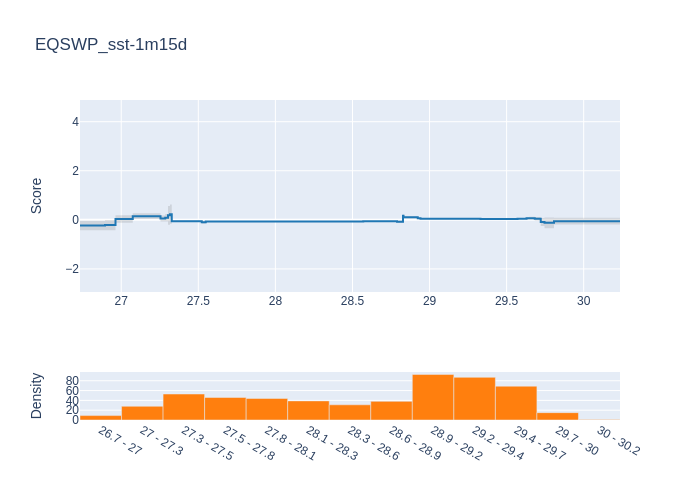 EQSWP_sst-1m15d
Score
4
2
0
−2
27
27.5
28
28.5
29
29.5
30
Density
80
60
40
20
0
26.7 - 27
27 - 27.3
27.3 - 27.5
27.5 - 27.8
27.8 - 28.1
28.1 - 28.3
28.3 - 28.6
28.6 - 28.9
28.9 - 29.2
29.2 - 29.4
29.4 - 29.7
29.7 - 30
30 - 30.2